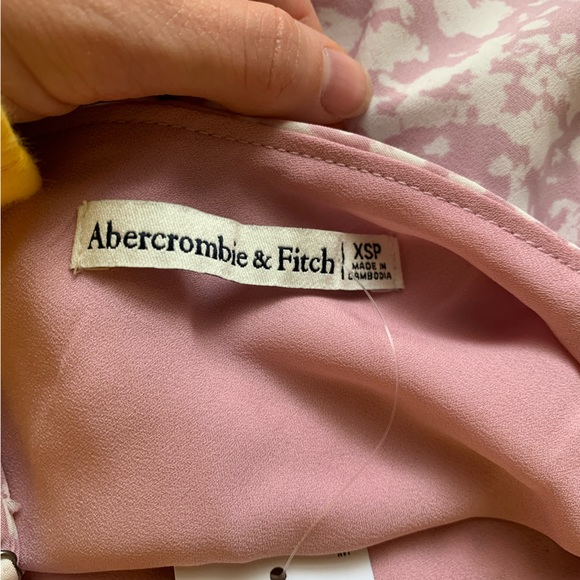 Abercrombie & Fitch
XSP
MADE IN
CAMBODIA